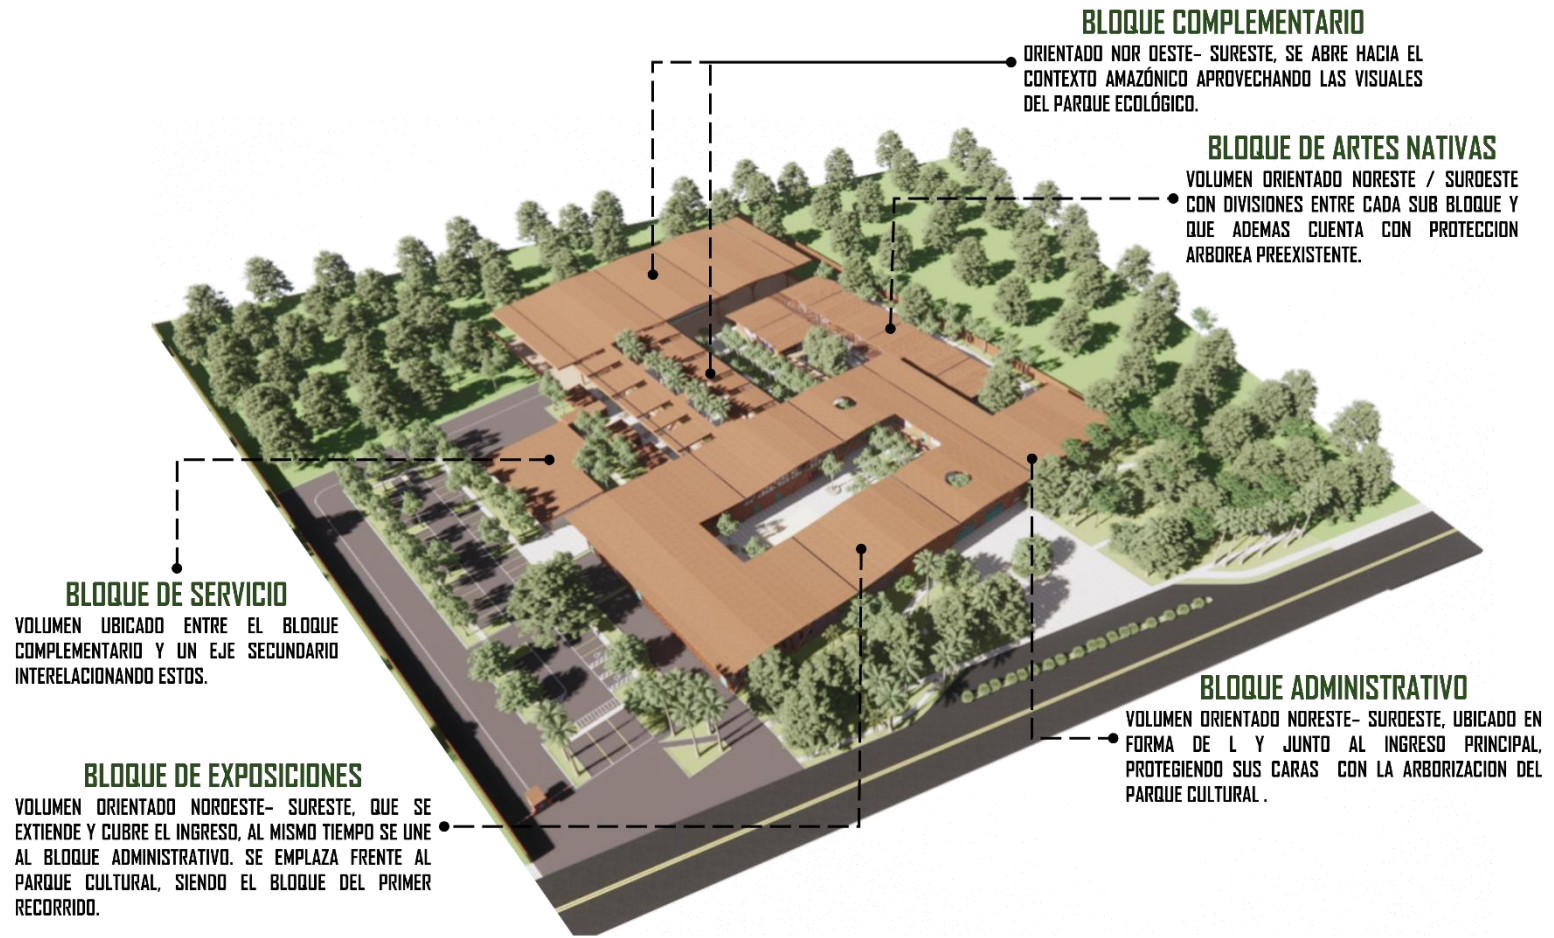 BLOQUE COMPLEMENTARIO
ORIENTADO NOR OESTE- SURESTE, SE ABRE HACIA EL
CONTEXTO AMAZÓNICO APROVECHANDO LAS VISUALES
DEL PARQUE ECOLÓGICO.
BLOQUE DE ARTES NATIVAS
VOLUMEN ORIENTADO NORESTE / SUROESTE
CON DIVISIONES ENTRE CADA SUB BLOQUE Y
QUE ADEMAS CUENTA CON PROTECCION
ARBOREA PREEXISTENTE.
BLOQUE DE SERVICIO
VOLUMEN UBICADO ENTRE EL BLOQUE
COMPLEMENTARIO Y UN EJE SECUNDARIO
INTERELACIONANDO ESTOS.
BLOQUE ADMINISTRATIVO
VOLUMEN ORIENTADO NORESTE- SUROESTE, UBICADO EN
FORMA DE L Y JUNTO AL INGRESO PRINCIPAL,
PROTEGIENDO SUS CARAS CON LA ARBORIZACION DEL
PARQUE CULTURAL .
BLOQUE DE EXPOSICIONES
VOLUMEN ORIENTADO NOROESTE- SURESTE, QUE SE
EXTIENDE Y CUBRE EL INGRESO, AL MISMO TIEMPO SE UNE
AL BLOQUE ADMINISTRATIVO. SE EMPLAZA FRENTE AL
PARQUE CULTURAL, SIENDO EL BLOQUE DEL PRIMER
RECORRIDO.